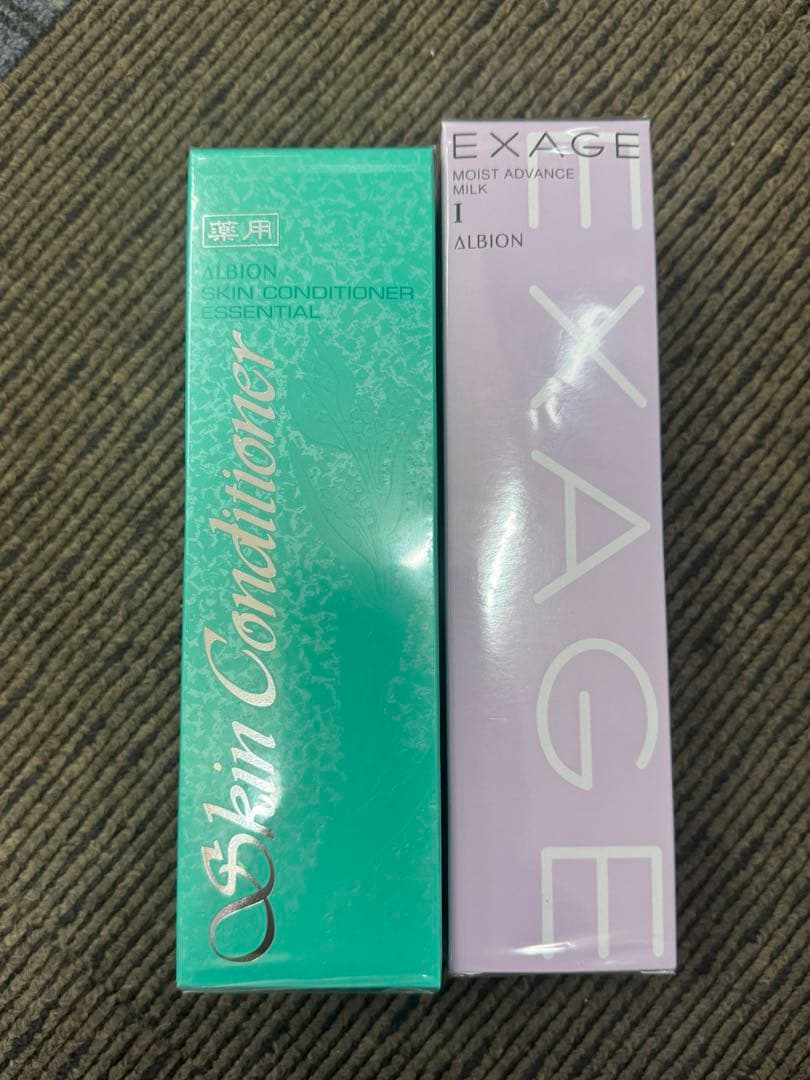 薬用
ALBION
SKIN CONDITIONER
ESSENTIAL
Skin Conditioner
EXAGE
MOIST ADVANCE
MILK
I
ALBION
EXAGE